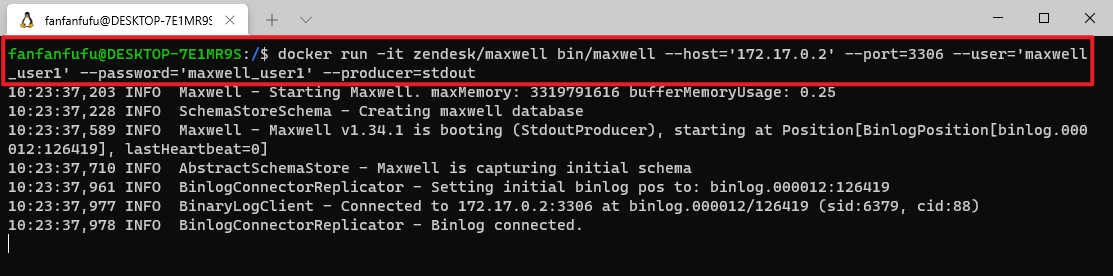 fanfanfufu@DESKTOP-7E1MR9S
fanfanfufu@DESKTOP-7E1MR9S:/$ docker run -it zendesk/maxwell bin/maxwell --host='172.17.0.2' --port=3306 --user='maxwell
_user1' --password='maxwell_user1' --producer=stdout
10:23:37,203 INFO  Maxwell - Starting Maxwell. maxMemory: 3319791616 bufferMemoryUsage: 0.25
10:23:37,228 INFO  SchemaStoreSchema - Creating maxwell database
10:23:37,589 INFO  Maxwell - Maxwell v1.34.1 is booting (StdoutProducer), starting at Position[BinlogPosition[binlog.000
012:126419], lastHeartbeat=0]
10:23:37,710 INFO  AbstractSchemaStore - Maxwell is capturing initial schema
10:23:37,961 INFO  BinlogConnectorReplicator - Setting initial binlog pos to: binlog.000012:126419
10:23:37,977 INFO  BinaryLogClient - Connected to 172.17.0.2:3306 at binlog.000012/126419 (sid:6379, cid:88)
10:23:37,978 INFO  BinlogConnectorReplicator - Binlog connected.